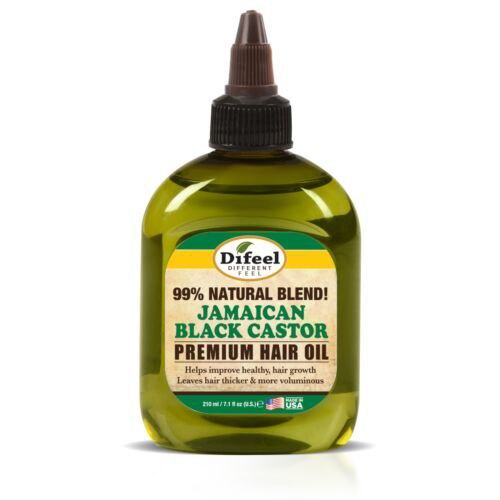 Difeel
DIFFERENT
FEEL
99% NATURAL BLEND!
JAMAICAN
BLACK CASTOR
PREMIUM HAIR OIL
Helps improve healthy, hair growth
Leaves hair thicker & more voluminous
210 ml / 7.1 fl oz (U.S.) e MADE IN USA